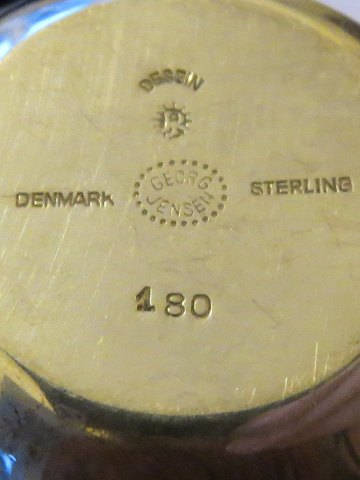 DESSIN
DENMARK GEORG JENSEN STERLING
180